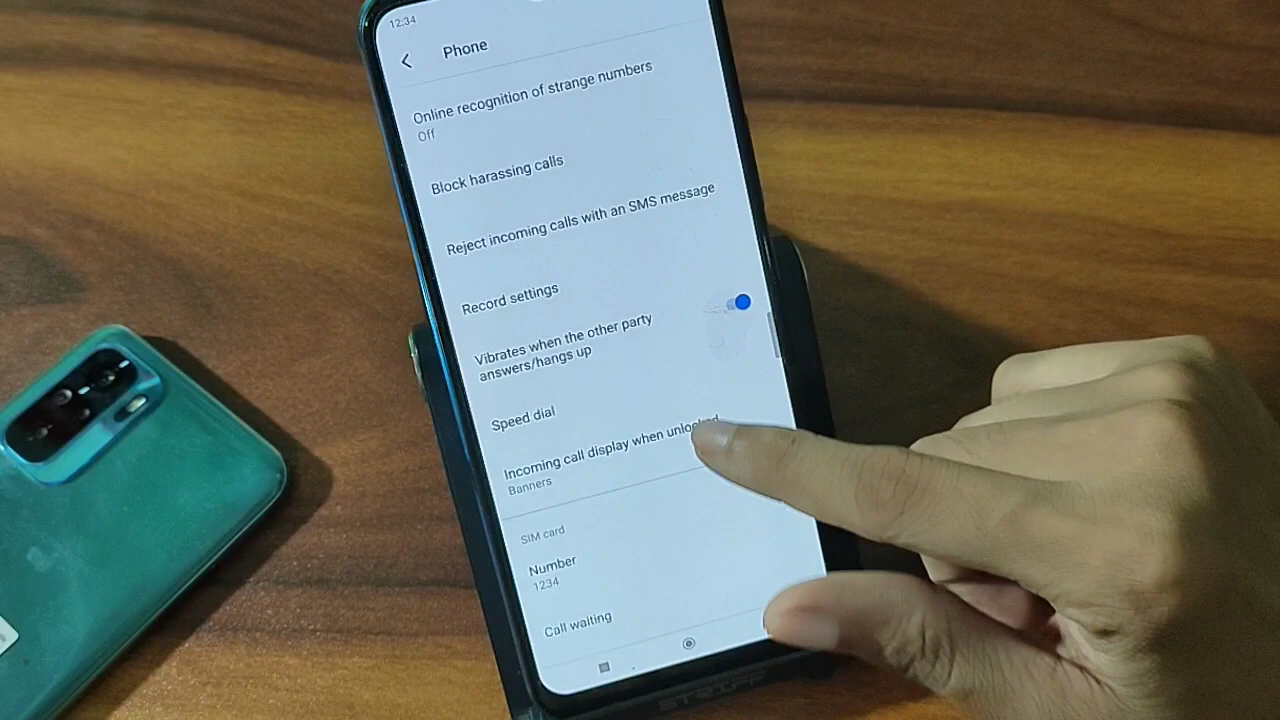 12:34
Phone
Online recognition of strange numbers
Off
Block harassing calls
Reject incoming calls with an SMS message
Record settings
Vibrates when the other party
answers/hangs up
Speed dial
Incoming call display when unlocked
Banners
SIM card
Number
1234
Call waiting
STRIFF